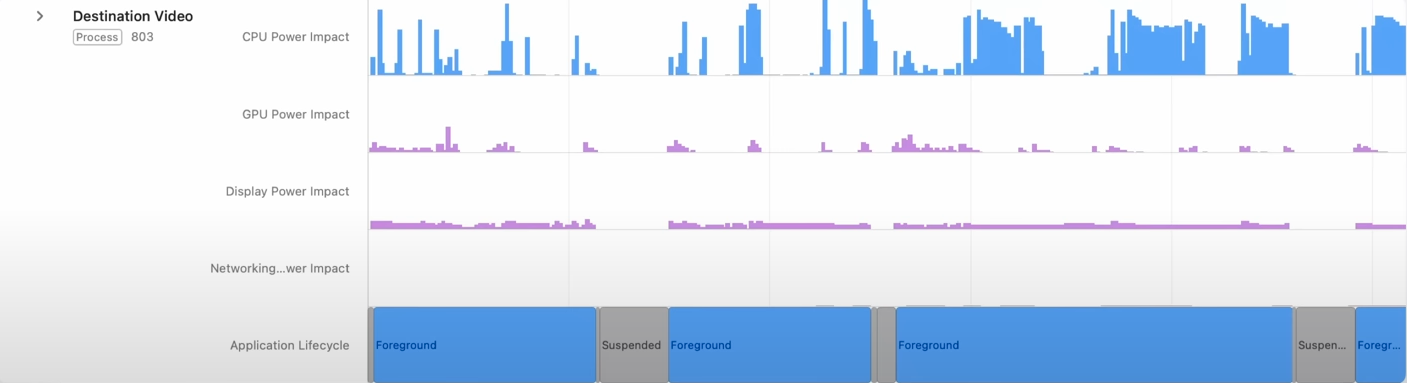 Destination Video
Process 803
CPU Power Impact
GPU Power Impact
Display Power Impact
Networking...wer Impact
Application Lifecycle
Foreground
Suspended
Foreground
Foreground
Suspen...
Foregr...